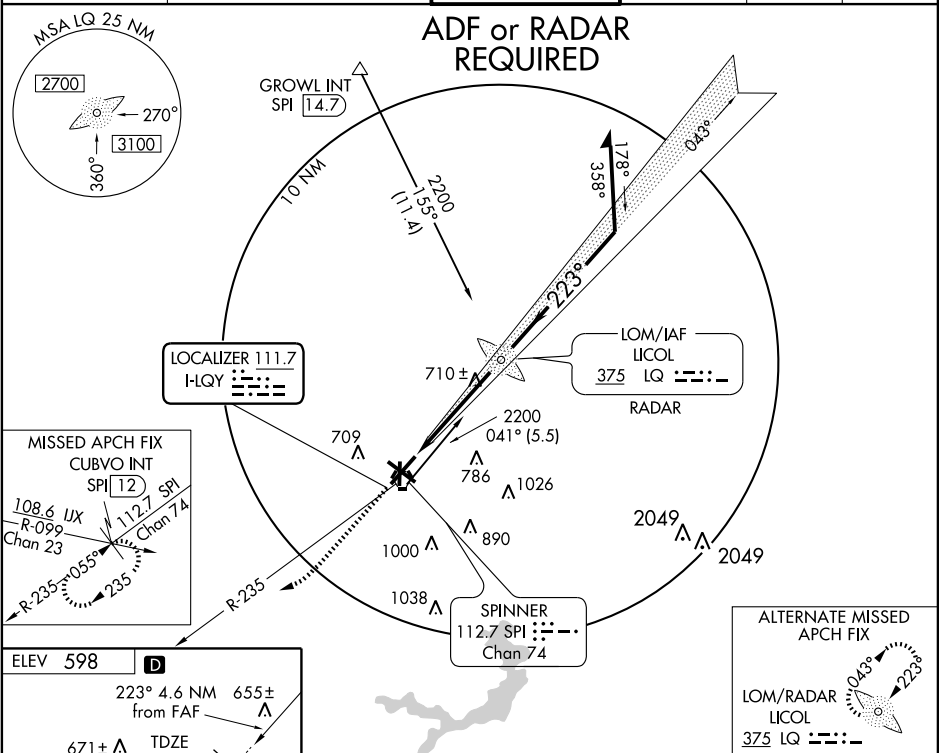 MSA LQ 25 NM
2700
270°
3100
360°
ADF or RADAR
REQUIRED
GROWL INT
SPI 14.7
10 NM
2200
155°
(11.4)
178°
358°
043°
223°
LOM/IAF
LICOL
375 LQ
RADAR
LOCALIZER 111.7
I-LQY
710 ±
2200
041° (5.5)
709
786
1026
890
1000
1038
2049
2049
R-235
MISSED APCH FIX
CUBVO INT
SPI 12
108.6 IJX
R-099
Chan 23
112.7 SPI
Chan 74
R-235
055°
235
SPINNER
112.7 SPI
Chan 74
ALTERNATE MISSED
APCH FIX
043°
223°
LOM/RADAR
LICOL
375 LQ
ELEV 598 D
223° 4.6 NM
from FAF
655±
671±
TDZE